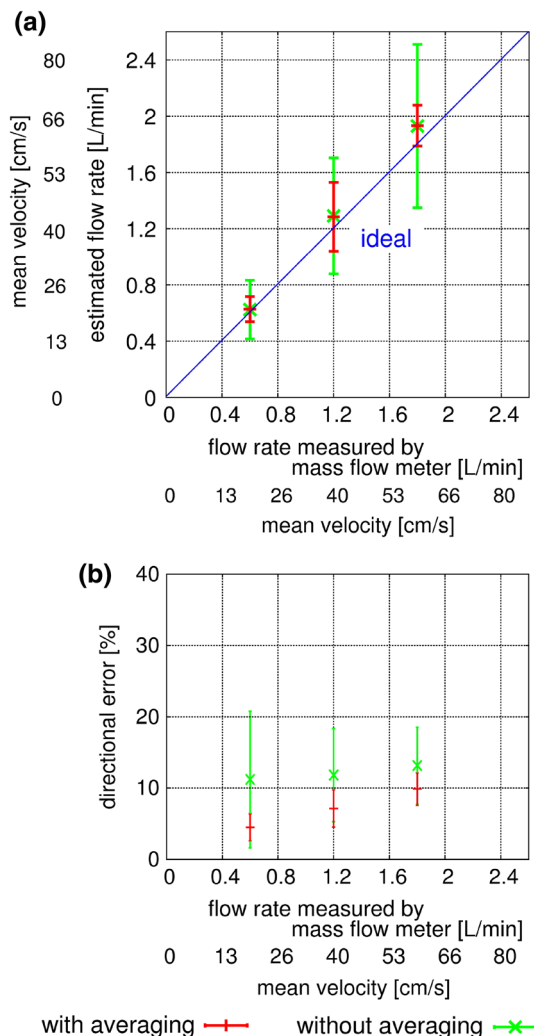 (a)
mean velocity [cm/s]
estimated flow rate [L/min]
80 2.4
66 2
53 1.6
40 1.2
26 0.8
13 0.4
0 0
ideal
0 0.4 0.8 1.2 1.6 2 2.4
flow rate measured by
mass flow meter [L/min]
0 13 26 40 53 66 80
mean velocity [cm/s]
(b)
directional error [%]
40
30
20
10
0
0 0.4 0.8 1.2 1.6 2 2.4
flow rate measured by
mass flow meter [L/min]
0 13 26 40 53 66 80
mean velocity [cm/s]
with averaging without averaging